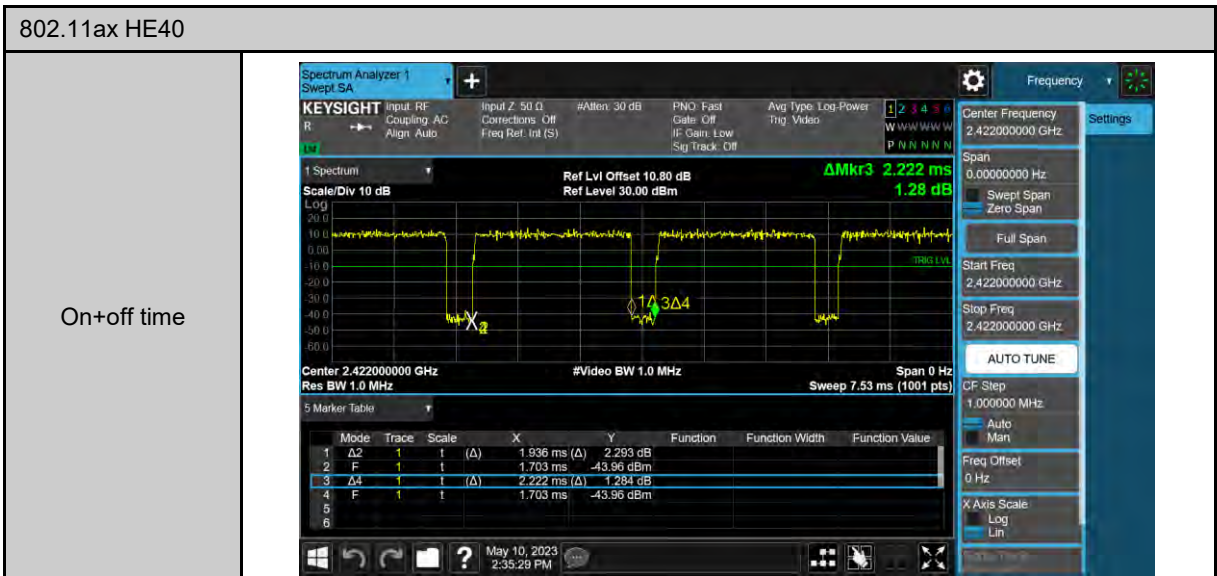 802.11ax HE40
On+off time
Spectrum Analyzer 1
Swept SA
+
Frequency
KEYSIGHT
R
Input: RF
Coupling: AC
Align: Auto
Input Z: 50 Ω
Corrections: Off
Freq Ref: Int (S)
#Atten: 30 dB
PNO: Fast
Gate: Off
IF Gain: Low
Sig Track: Off
Avg Type: Log-Power
Trig: Video
1 2 3 4 5 6
W W W W W W
P N N N N N
1 Spectrum
Scale/Div 10 dB
Ref Lvl Offset 10.80 dB
Ref Level 30.00 dBm
ΔMkr3 2.222 ms
1.28 dB
Log
20.0
10.0
0.00
-10.0
-20.0
-30.0
-40.0
-50.0
-60.0
TRIG LVL
X 2
1Δ 3Δ4
Center 2.422000000 GHz
Res BW 1.0 MHz
#Video BW 1.0 MHz
Span 0 Hz
Sweep 7.53 ms (1001 pts)
5 Marker Table
Mode Trace Scale X Y Function Function Width Function Value
1 Δ2 1 t (Δ) 1.936 ms (Δ) 2.293 dB
2 F 1 t 1.703 ms -43.96 dBm
3 Δ4 1 t (Δ) 2.222 ms (Δ) 1.284 dB
4 F 1 t 1.703 ms -43.96 dBm
5
6
? May 10, 2023
2:35:29 PM
Center Frequency
2.422000000 GHz
Span
0.00000000 Hz
Swept Span
Zero Span
Full Span
Start Freq
2.422000000 GHz
Stop Freq
2.422000000 GHz
AUTO TUNE
CF Step
1.000000 MHz
Auto
Man
Freq Offset
0 Hz
X Axis Scale
Log
Lin
Settings